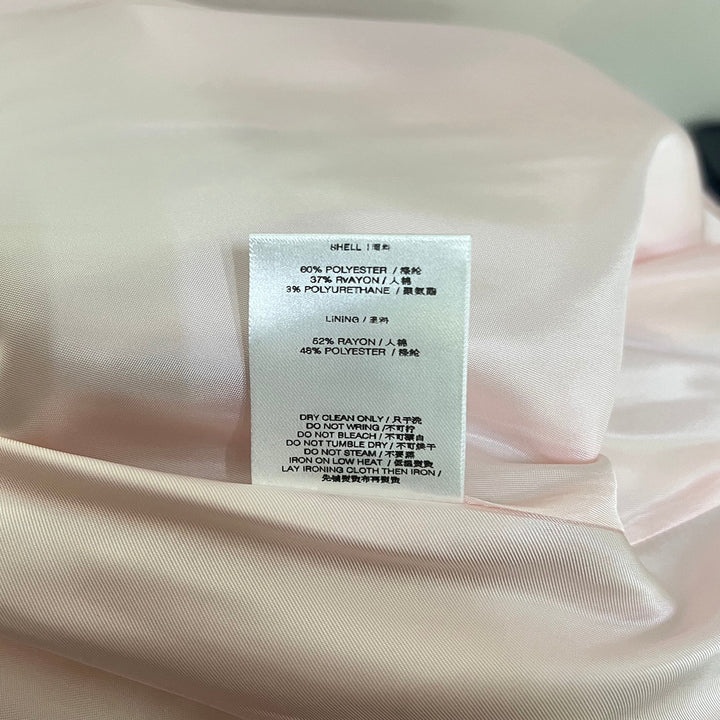 SHELL /面料
60% POLYESTER / 涤纶
37% RVAYON / 人棉
3% POLYURETHANE / 聚氨酯
LINING / 里料
52% RAYON / 人棉
48% POLYESTER / 涤纶
DRY CLEAN ONLY / 只干洗
DO NOT WRING /不可拧
DO NOT BLEACH / 不可漂白
DO NOT TUMBLE DRY / 不可烘干
DO NOT STEAM / 不要蒸
IRON ON LOW HEAT / 低温熨烫
LAY IRONING CLOTH THEN IRON /
先铺熨烫布再熨烫